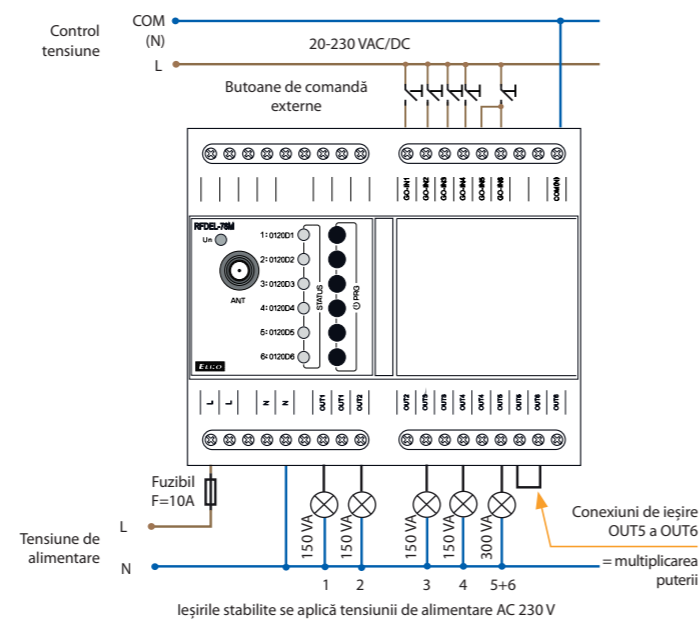 Control
tensiune
COM
(N)
L
20-230 VAC/DC
Butoane de comandă
externe
GO-IN1
GO-IN2
GO-IN3
GO-IN4
GO-IN5
GO-IN6
COM(N)
RFDEL-76M
Un
ANT
1: 0120D1
2: 0120D2
3: 0120D3
4: 0120D4
5: 0120D5
6: 0120D6
STATUS
PRG
ELKO
L
L
N
N
OUT1
OUT1
OUT2
OUT2
OUT3
OUT3
OUT4
OUT4
OUT5
OUT5
OUT6
OUT6
Fuzibil
F=10A
150 VA
150 VA
150 VA
150 VA
300 VA
Conexiuni de ieșire
OUT5 a OUT6
= multiplicarea
puterii
Tensiune de
alimentare
L
N
1
2
3
4
5+6
Ieșirile stabilite se aplică tensiunii de alimentare AC 230 V